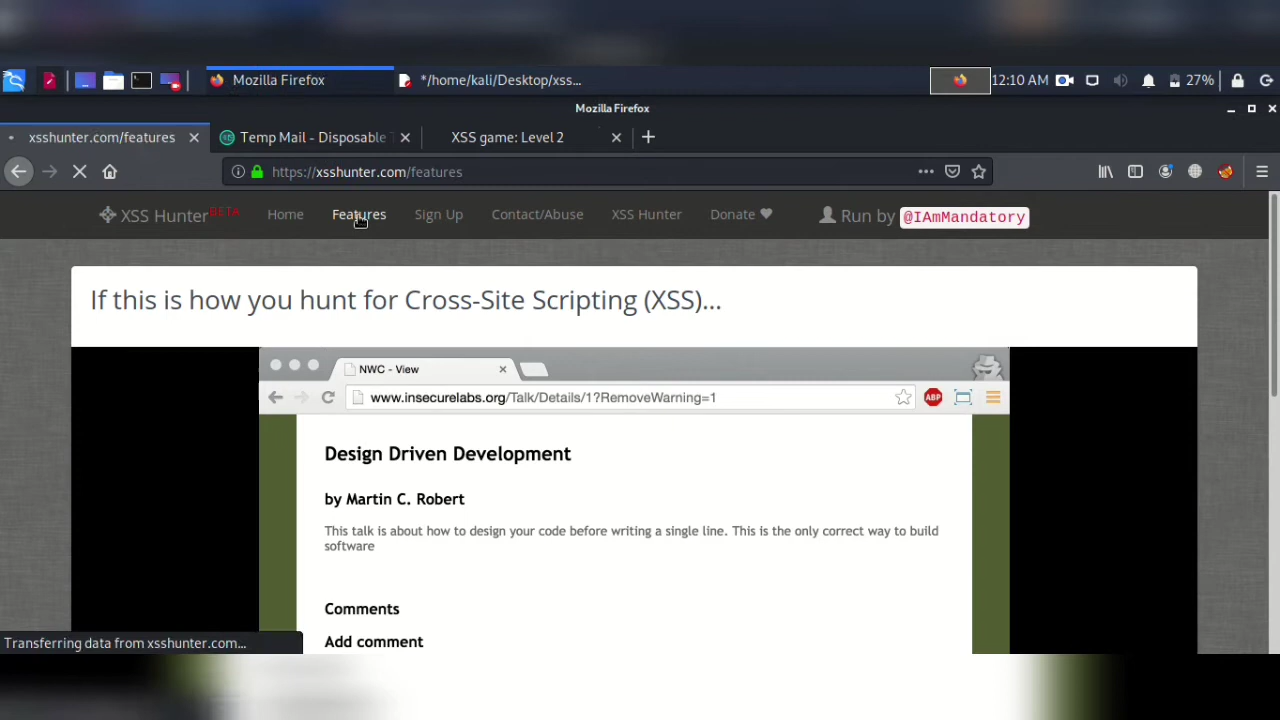 Mozilla Firefox
*/home/kali/Desktop/xss...
12:10 AM
27%
Mozilla Firefox
xsshunter.com/features
Temp Mail - Disposable
XSS game: Level 2
https://xsshunter.com/features
XSS Hunter BETA
Home
Features
Sign Up
Contact/Abuse
XSS Hunter
Donate
Run by @IAmMandatory
If this is how you hunt for Cross-Site Scripting (XSS)...
NWC - View
www.insecurelabs.org/Talk/Details/1?RemoveWarning=1
ABP
Design Driven Development
by Martin C. Robert
This talk is about how to design your code before writing a single line. This is the only correct way to build
software
Comments
Add comment
Transferring data from xsshunter.com...